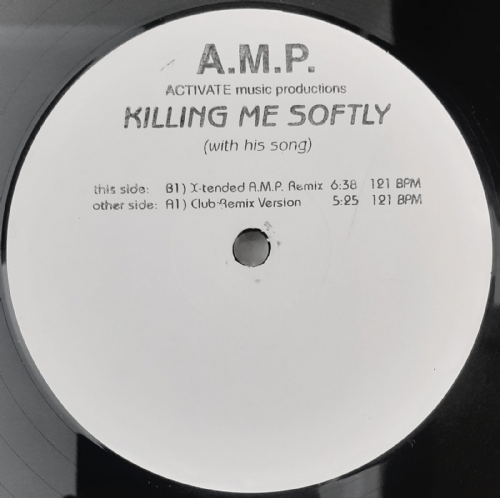 A.M.P.
ACTIVATE music productions
KILLING ME SOFTLY
(with his song)
this side: B1) X-tended A.M.P. Remix 6:38 121 BPM
other side: A1) Club-Remix Version 5:25 121 BPM